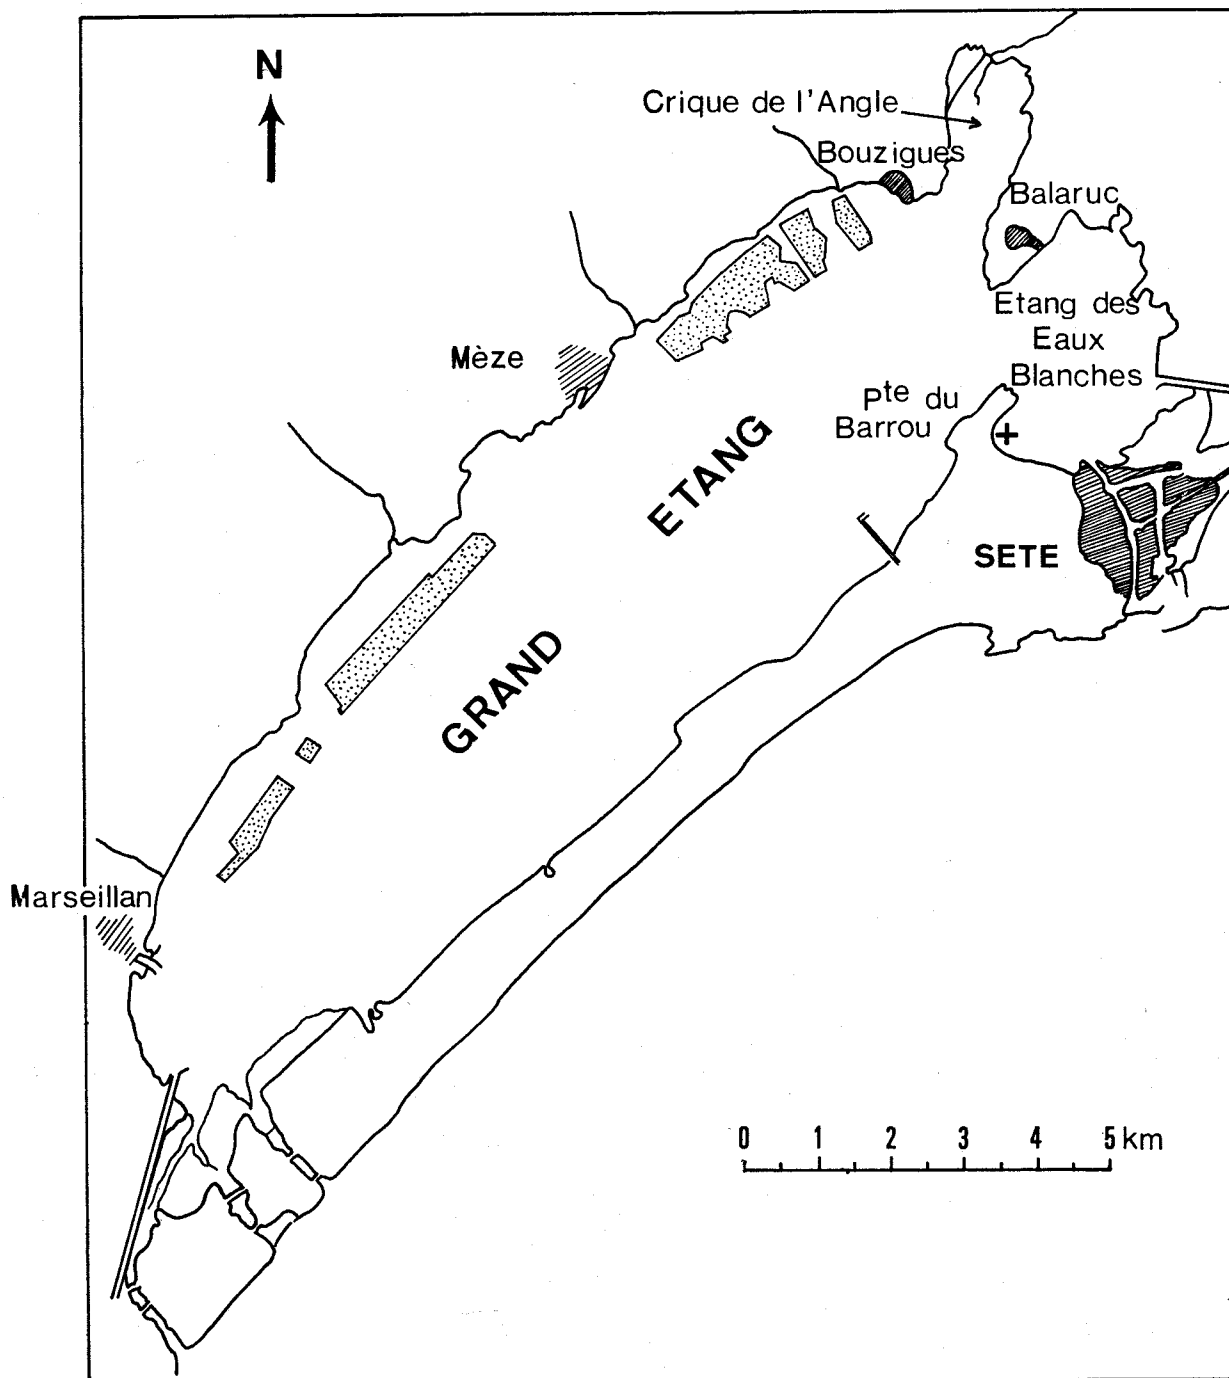 N
Crique de l'Angle
Bouzigues
Balaruc
Etang des
Eaux
Blanches
Mèze
Pte du
Barrou
ETANG
SETE
GRAND
Marseillan
0 1 2 3 4 5 km